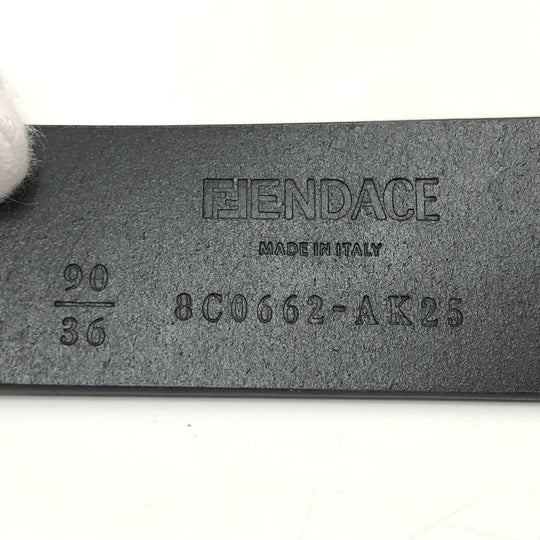 FENDACE
MADE IN ITALY
90
36
8C0662-AK25